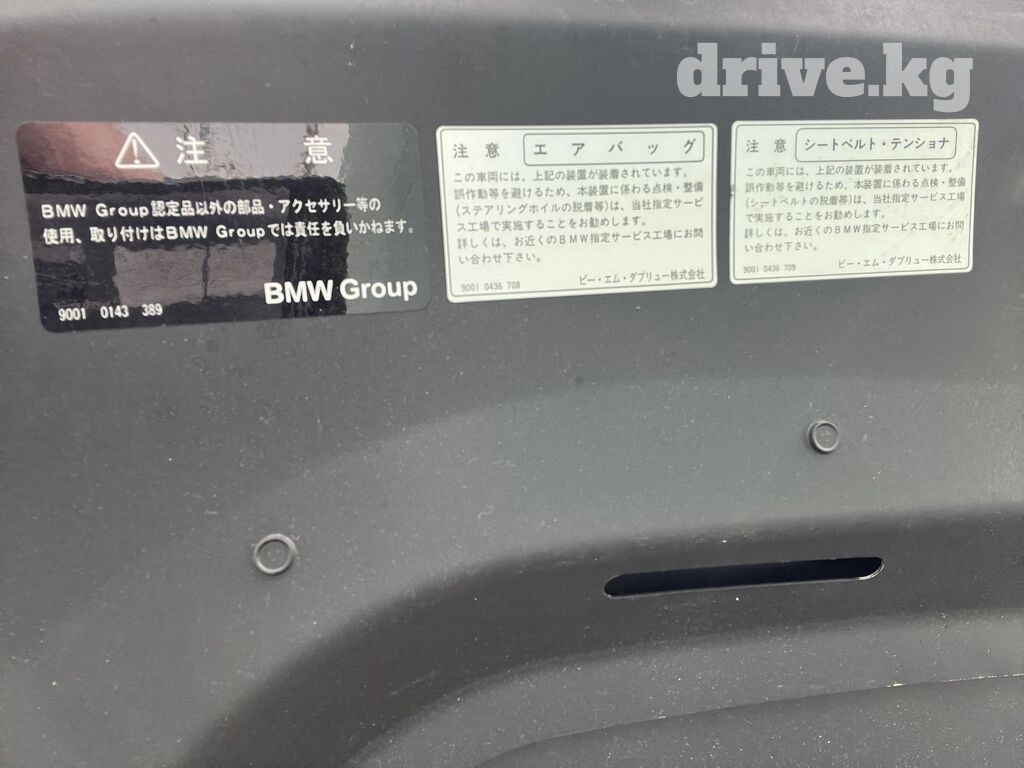 drive.kg
⚠ 注 意
BMW Group認定品以外の部品・アクセサリー等の
使用、取り付けはBMW Groupでは責任を負いかねます。
BMW Group
9001 0143 389
注 意 エアバッグ
この車両には、上記の装置が装着されています。
誤作動等を避けるため、本装置に係わる点検・整備
(ステアリングホイルの脱着等)は、当社指定サービ
ス工場で実施することをお勧めします。
詳しくは、お近くのBMW指定サービス工場にお問
い合わせ下さい。
9001 0436 708 ビー・エム・ダブリュー株式会社
注 意 シートベルト・テンショナ
この車両には、上記の装置が装着されています。
誤作動等を避けるため、本装置に係わる点検・整備
(シートベルトの脱着等)は、当社指定サービス工場
で実施することをお勧めします。
詳しくは、お近くのBMW指定サービス工場にお問
い合わせ下さい。
9001 0436 709 ビー・エム・ダブリュー株式会社